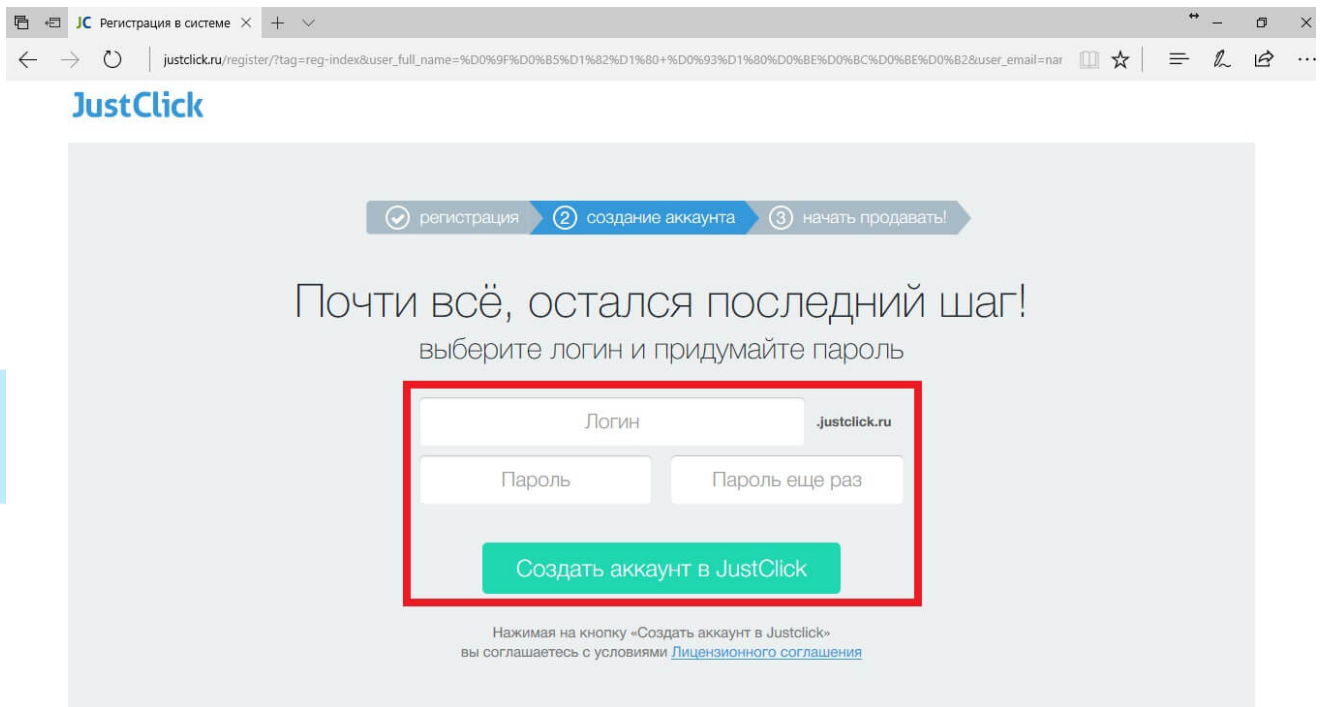 JC Регистрация в системе
justclick.ru/register/?tag=reg-index&user_full_name=%D0%9F%D0%B5%D1%82%D1%80+%D0%93%D1%80%D0%BE%D0%BC%D0%BE%D0%B2&user_email=nar
JustClick
регистрация 2 создание аккаунта 3 начать продавать!
Почти всё, остался последний шаг!
выберите логин и придумайте пароль
Логин .justclick.ru
Пароль Пароль еще раз
Создать аккаунт в JustClick
Нажимая на кнопку «Создать аккаунт в Justclick»
вы соглашаетесь с условиями Лицензионного соглашения